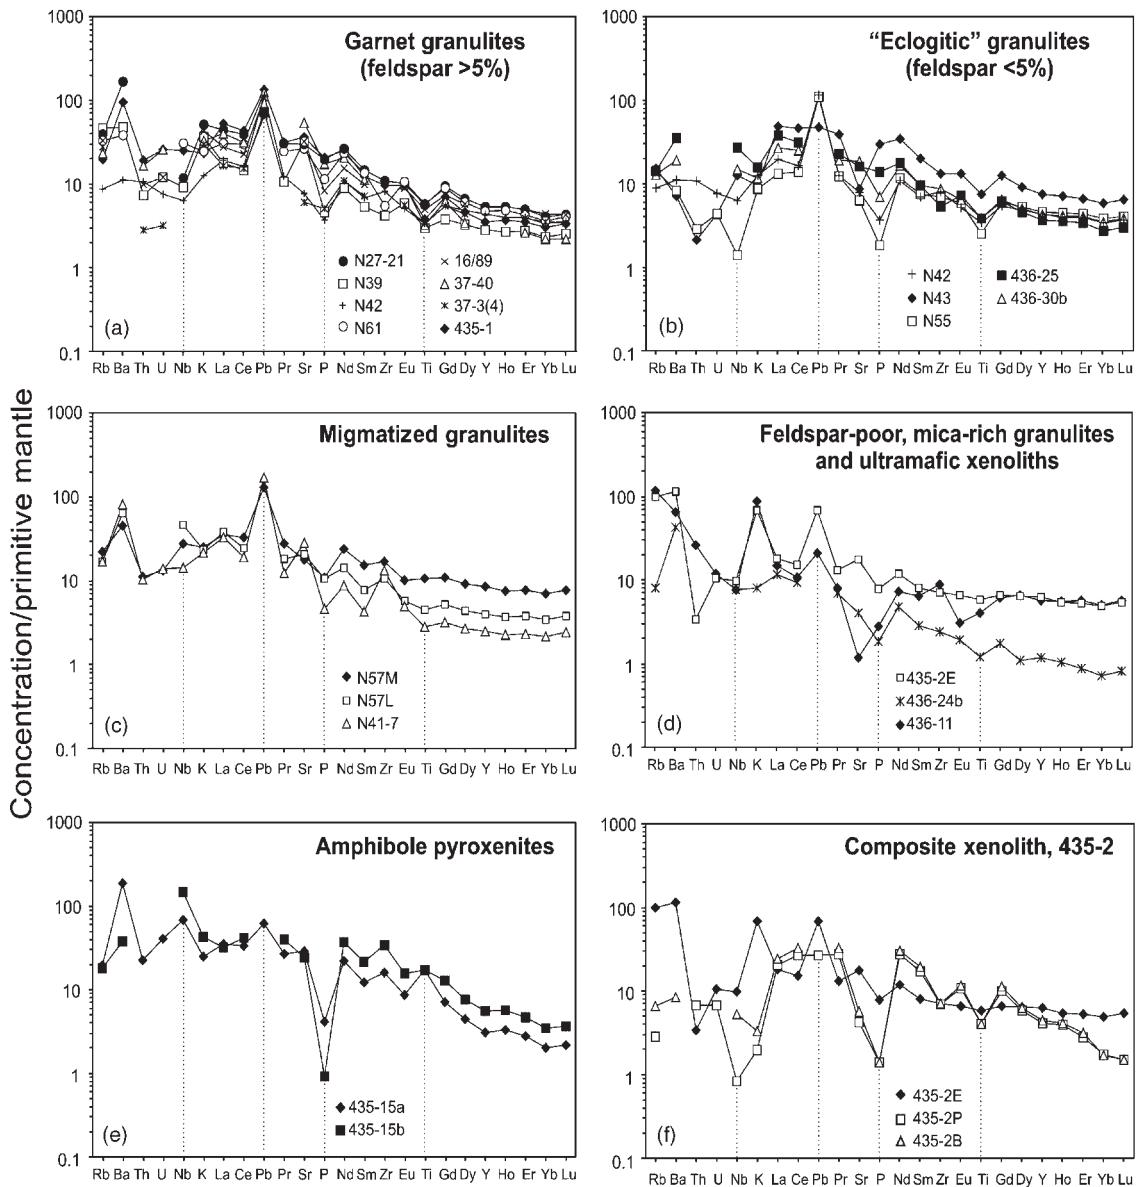 Concentration/primitive mantle
1000
100
10
1
0.1
Garnet granulites
(feldspar >5%)
N27-21
N39
N42
N61
16/89
37-40
37-3(4)
435-1
(a)
Rb Ba Th U Nb K La Ce Pb Pr Sr P Nd Sm Zr Eu Ti Gd Dy Y Ho Er Yb Lu
1000
100
10
1
0.1
“Eclogitic” granulites
(feldspar <5%)
N42
N43
N55
436-25
436-30b
(b)
Rb Ba Th U Nb K La Ce Pb Pr Sr P Nd Sm Zr Eu Ti Gd Dy Y Ho Er Yb Lu
1000
100
10
1
0.1
Migmatized granulites
N57M
N57L
N41-7
(c)
Rb Ba Th U Nb K La Ce Pb Pr Sr P Nd Sm Zr Eu Ti Gd Dy Y Ho Er Yb Lu
1000
100
10
1
0.1
Feldspar-poor, mica-rich granulites
and ultramafic xenoliths
435-2E
436-24b
436-11
(d)
Rb Ba Th U Nb K La Ce Pb Pr Sr P Nd Sm Zr Eu Ti Gd Dy Y Ho Er Yb Lu
1000
100
10
1
0.1
Amphibole pyroxenites
435-15a
435-15b
(e)
Rb Ba Th U Nb K La Ce Pb Pr Sr P Nd Sm Zr Eu Ti Gd Dy Y Ho Er Yb Lu
1000
100
10
1
0.1
Composite xenolith, 435-2
435-2E
435-2P
435-2B
(f)
Rb Ba Th U Nb K La Ce Pb Pr Sr P Nd Sm Zr Eu Ti Gd Dy Y Ho Er Yb Lu